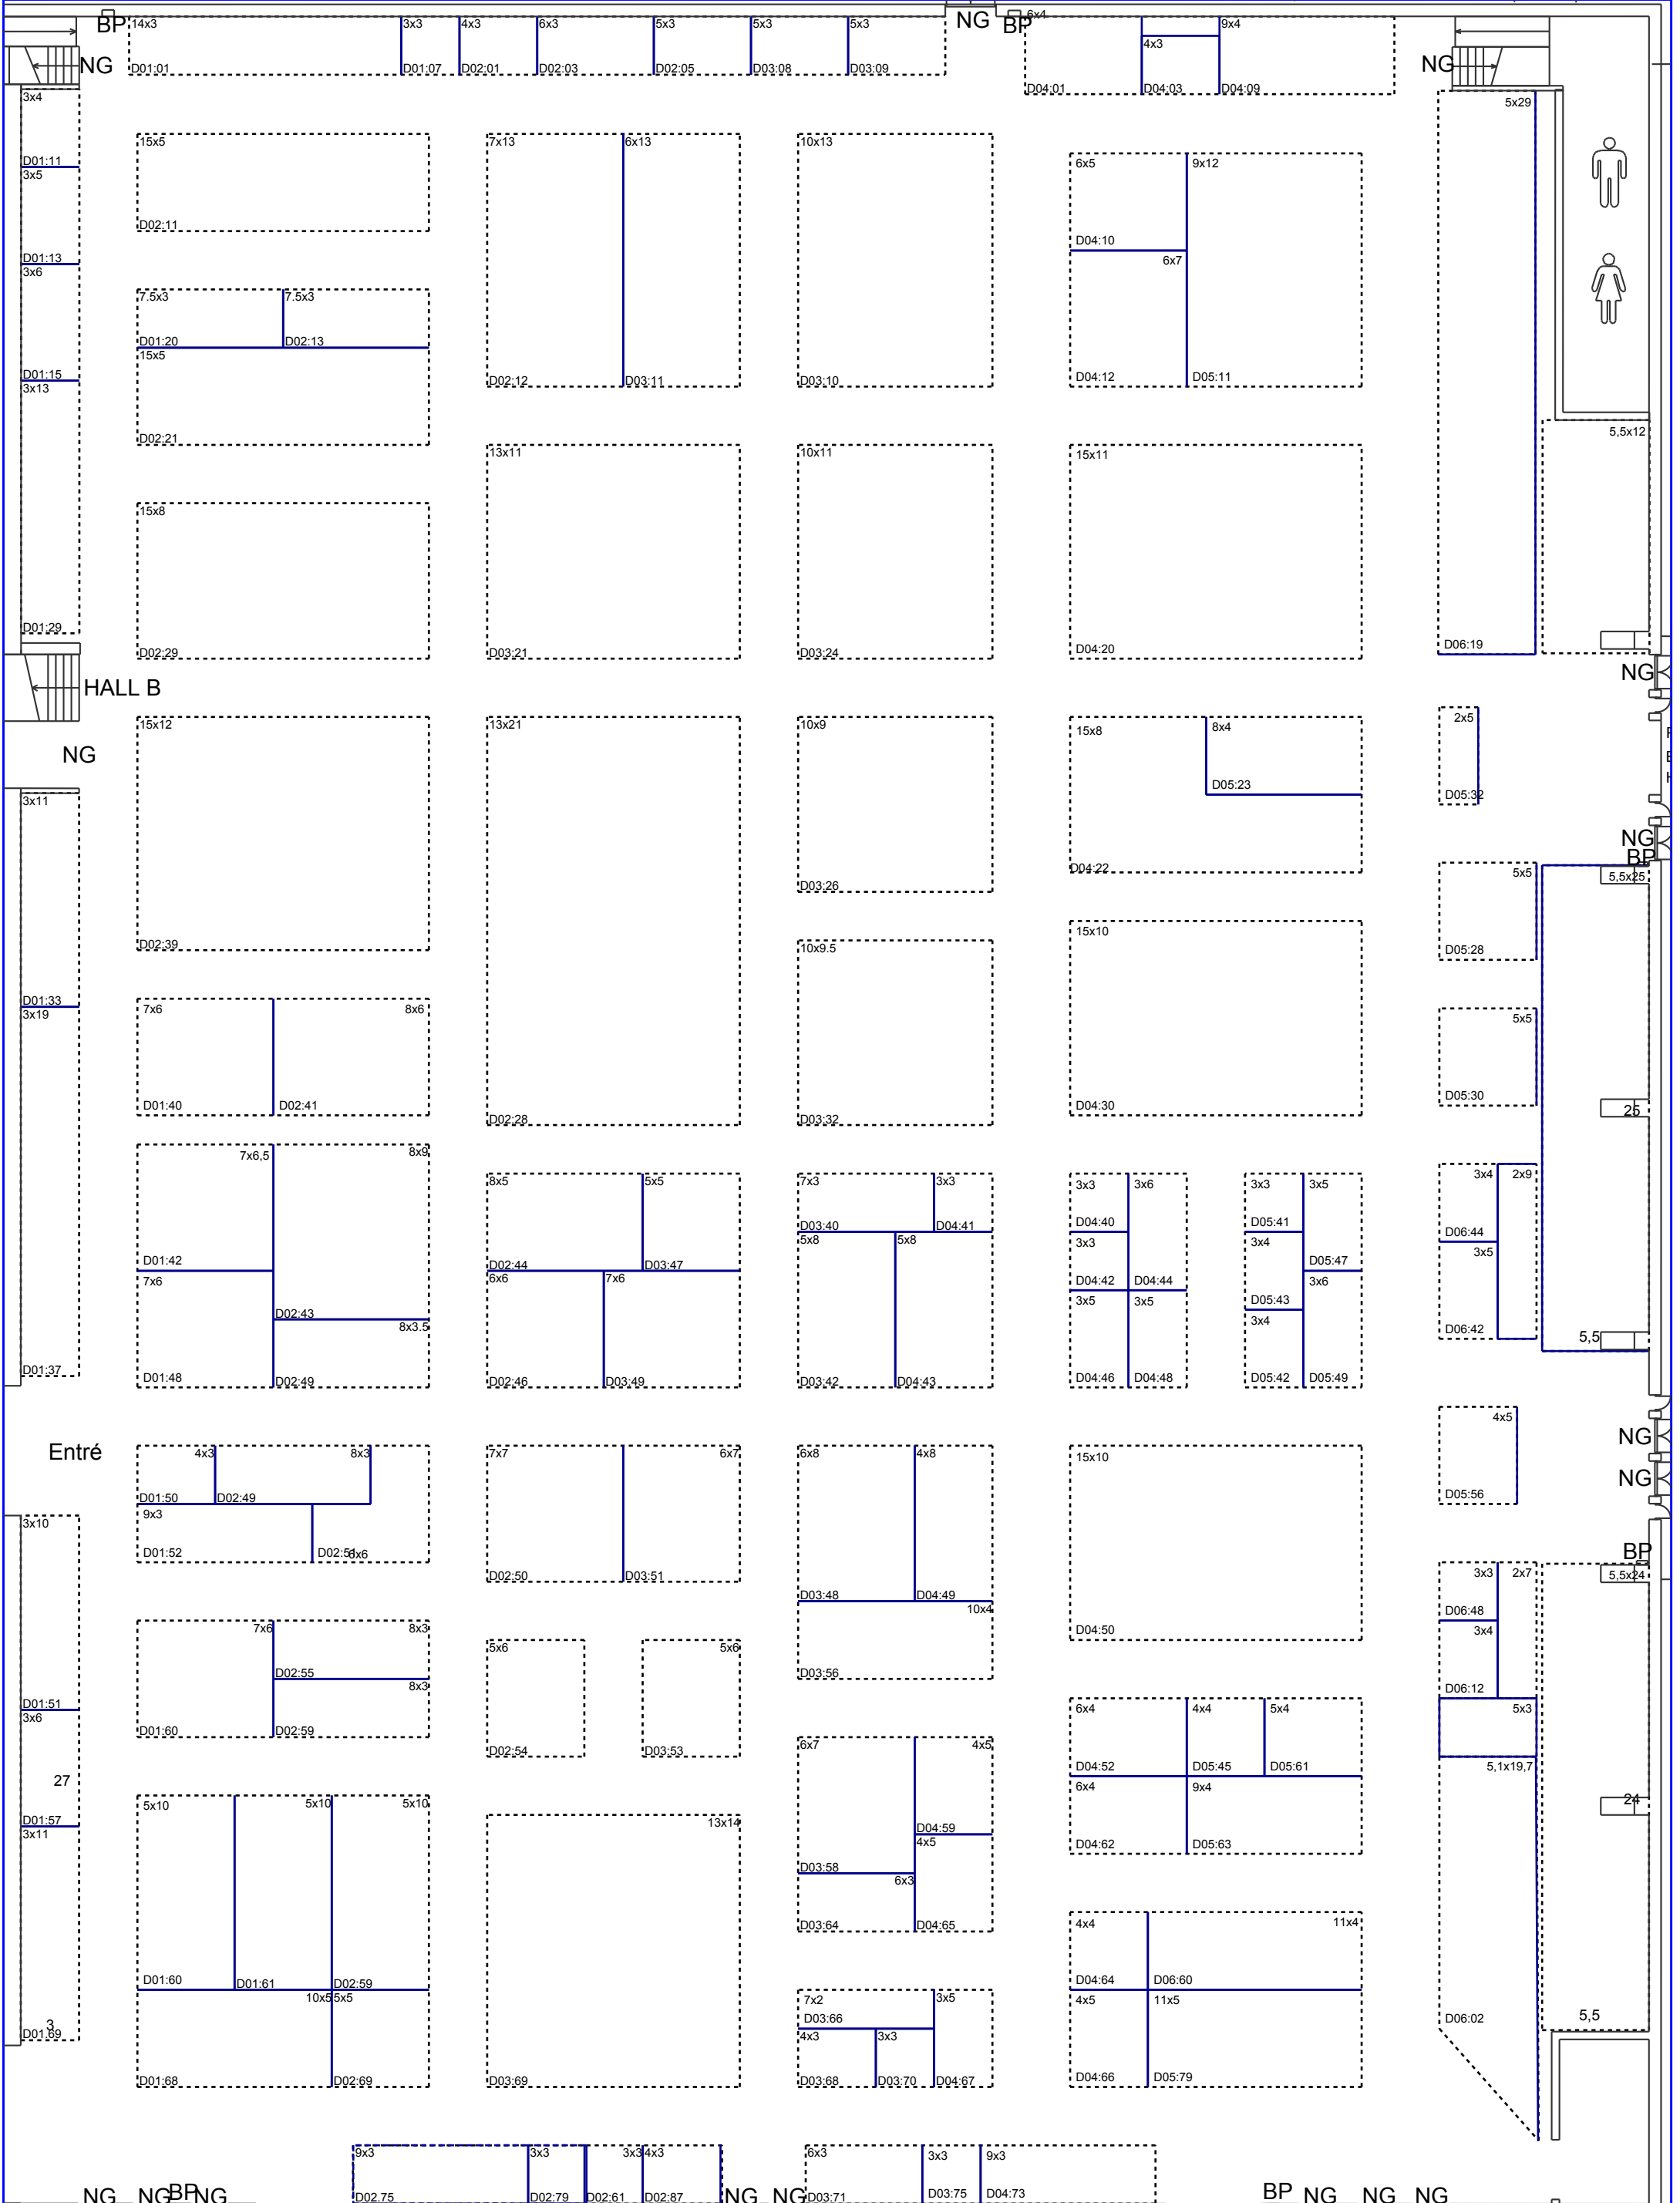 BP
14x3
3x3
4x3
6x3
5x3
5x3
5x3
NG
BP
6x4
9x4
4x3
NG
NG
D01:01
D01:07
D02:01
D02:03
D02:05
D03:08
D03:09
D04:01
D04:03
D04:09
3x4
5x29
15x5
7x13
6x13
10x13
6x5
9x12
D01:11
3x5
D02:11
D04:10
6x7
D01:13
3x6
7.5x3
7.5x3
D01:20
D02:13
15x5
D01:15
3x13
D02:12
D03:11
D03:10
D04:12
D05:11
D02:21
5,5x12
13x11
10x11
15x11
15x8
D01:29
D02:29
D03:21
D03:24
D04:20
D06:19
NG
HALL B
NG
15x12
13x21
10x9
15x8
8x4
2x5
D05:23
D05:32
3x11
NG
BP
5,5x25
D04:22
5x5
D03:26
15x10
D02:39
10x9.5
D05:28
D01:33
3x19
7x6
8x6
5x5
D01:40
D02:41
D02:28
D03:32
D04:30
D05:30
25
7x6,5
8x9
8x5
5x5
7x3
3x3
3x3
3x6
3x3
3x5
3x4
2x9
D03:40
D04:41
D04:40
D05:41
D06:44
5x8
5x8
3x3
3x4
3x5
D01:42
D02:44
D03:47
D05:47
7x6
6x6
7x6
D04:42
D04:44
3x6
3x5
3x5
D05:43
3x4
D02:43
8x3.5
D06:42
5,5
D01:37
D01:48
D02:49
D02:46
D03:49
D03:42
D04:43
D04:46
D04:48
D05:42
D05:49
4x5
Entré
4x3
8x3
7x7
6x7
6x8
4x8
15x10
NG
NG
D01:50
D02:49
D05:56
9x3
3x10
D01:52
D02:51
6x6
BP
5,5x24
D02:50
D03:51
3x3
2x7
D03:48
D04:49
10x4
D06:48
3x4
7x6
8x3
D04:50
5x6
5x6
D02:55
8x3
D03:56
D06:12
D01:51
3x6
D01:60
D02:59
D02:54
D03:53
6x4
4x4
5x4
5x3
6x7
4x5
D04:52
D05:45
D05:61
5,1x19,7
27
6x4
9x4
24
5x10
5x10
5x10
D01:57
3x11
13x14
D04:59
4x5
D04:62
D05:63
D03:58
6x3
D03:64
D04:65
4x4
11x4
D01:60
D01:61
D02:59
D04:64
D06:60
10x5
5x5
7x2
3x5
4x5
11x5
3
D01.69
D03:66
4x3
3x3
D06:02
5,5
D01:68
D02:69
D03:69
D03:68
D03:70
D04:67
D04:66
D05:79
9x3
3x3
3x3
4x3
6x3
3x3
9x3
NG
NG
BP
NG
D02.75
D02:79
D02:61
D02:87
NG
NG
D03:71
D03:75
D04:73
BP
NG
NG
NG